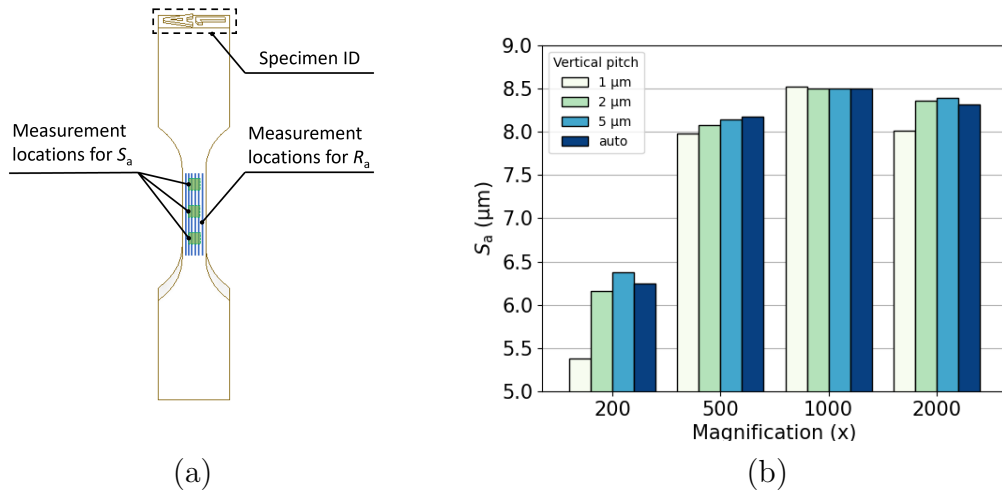 Specimen ID
Measurement
locations for Sa
Measurement
locations for Ra
(a)
9.0
8.5
8.0
7.5
7.0
6.5
6.0
5.5
5.0
Sa (μm)
Vertical pitch
1 μm
2 μm
5 μm
auto
200 500 1000 2000
Magnification (x)
(b)